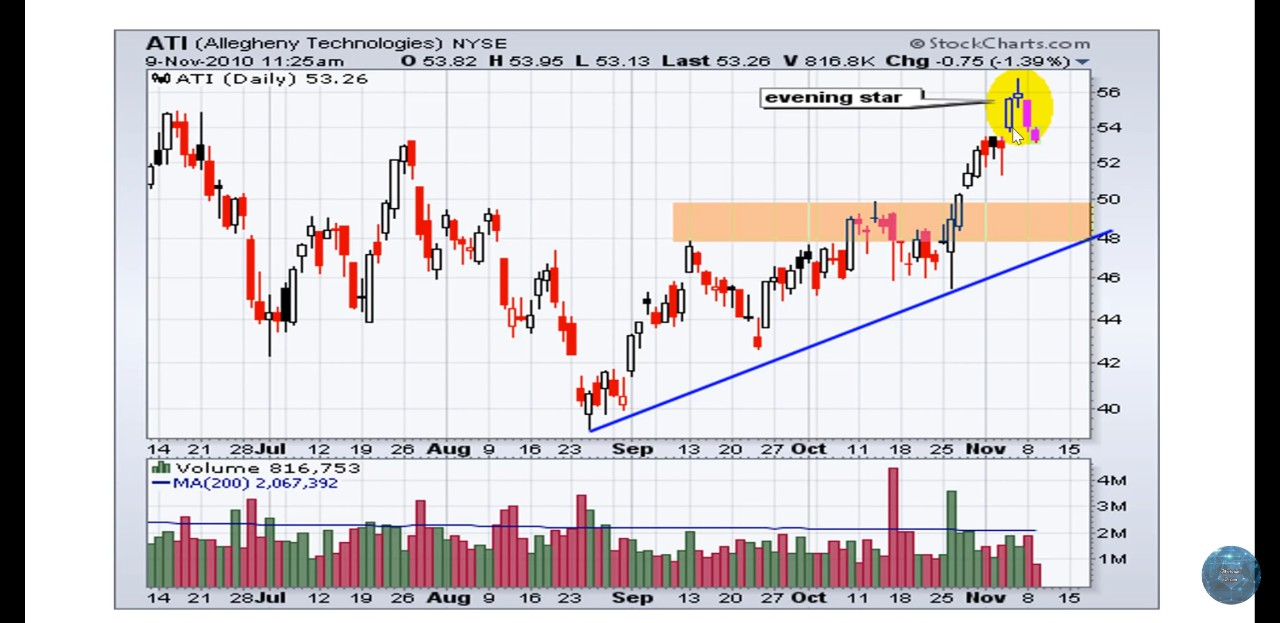 ATI (Allegheny Technologies) NYSE © StockCharts.com
9-Nov-2010 11:25am O 53.82 H 53.95 L 53.13 Last 53.26 V 816.8K Chg -0.75 (-1.39%)
ATI (Daily) 53.26
evening star
56
54
52
50
48
46
44
42
40
14 21 28 Jul 12 19 26 Aug 9 16 23 Sep 13 20 27 Oct 11 18 25 Nov 8 15
Volume 816,753
MA(200) 2,067,392
4M
3M
2M
1M
14 21 28 Jul 12 19 26 Aug 9 16 23 Sep 13 20 27 Oct 11 18 25 Nov 8 15